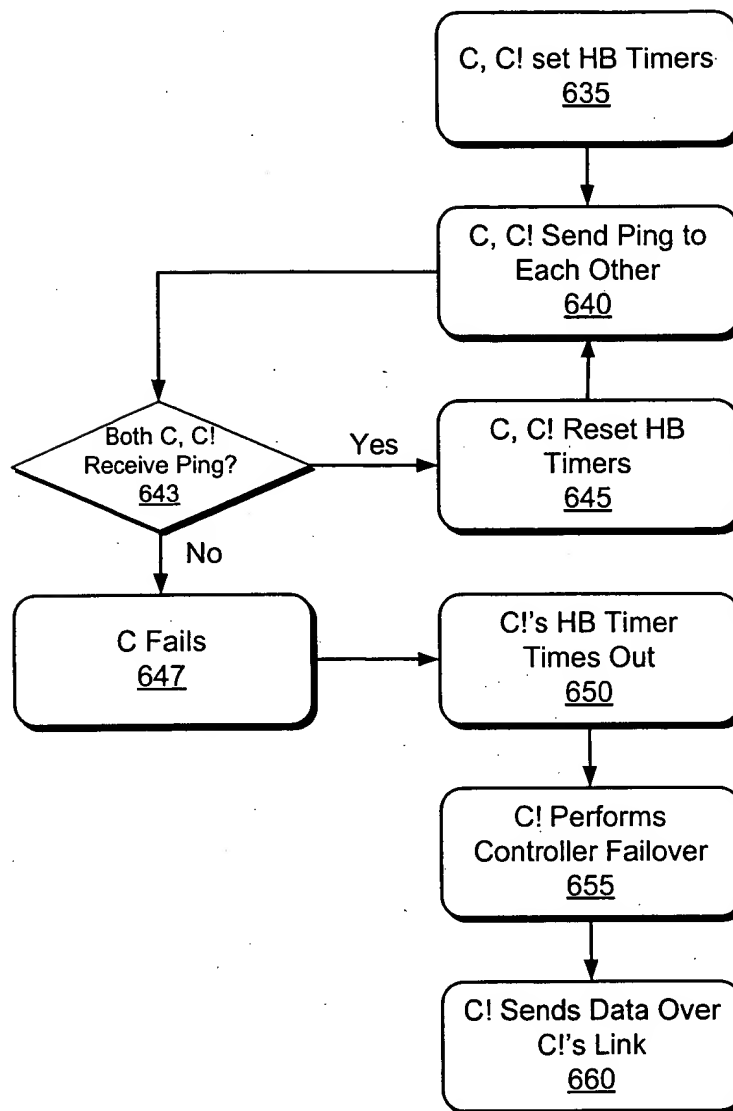 C, C! set HB Timers
635
C, C! Send Ping to
Each Other
640
Both C, C!
Receive Ping?
643
Yes
C, C! Reset HB
Timers
645
No
C Fails
647
C!'s HB Timer
Times Out
650
C! Performs
Controller Failover
655
C! Sends Data Over
C!'s Link
660